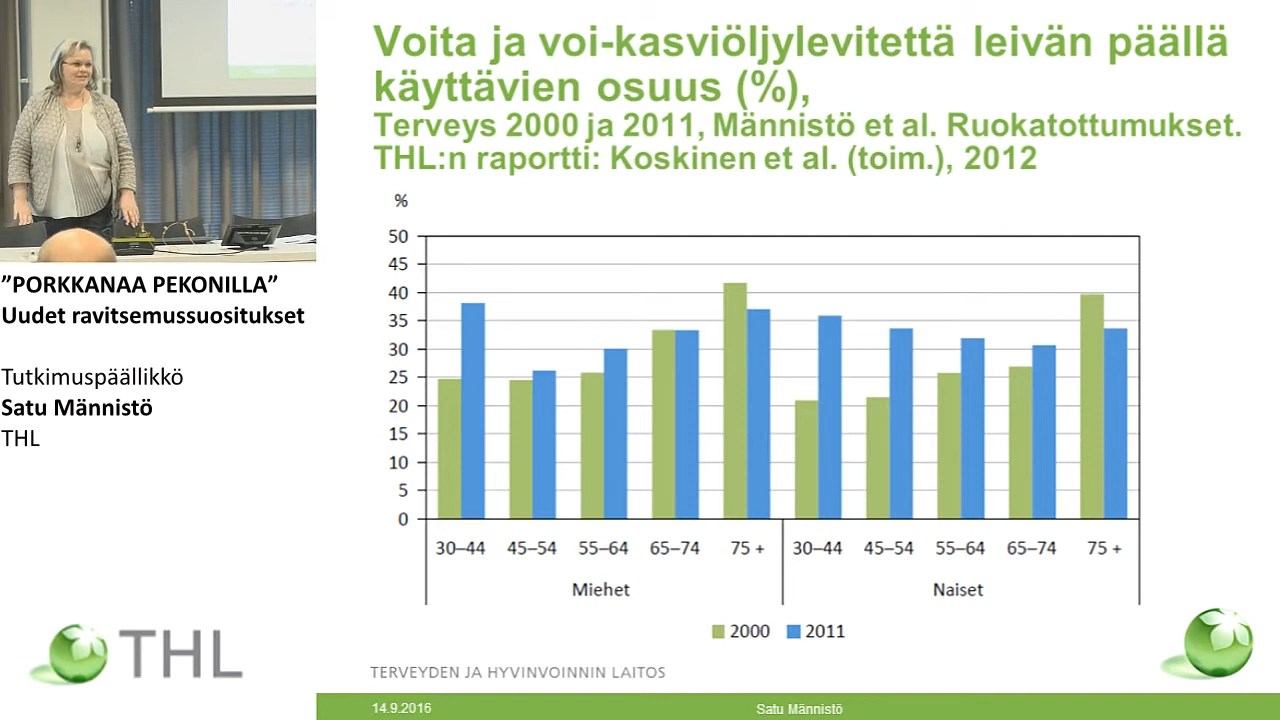 Voita ja voi-kasviöljylevitettä leivän päällä
käyttävien osuus (%),
Terveys 2000 ja 2011, Männistö et al. Ruokatottumukset.
THL:n raportti: Koskinen et al. (toim.), 2012
”PORKKANAA PEKONILLA”
Uudet ravitsemussuositukset
Tutkimuspäällikkö
Satu Männistö
THL
%
50
45
40
35
30
25
20
15
10
5
0
30–44 45–54 55–64 65–74 75 + 30–44 45–54 55–64 65–74 75 +
Miehet Naiset
2000 2011
THL
TERVEYDEN JA HYVINVOINNIN LAITOS
14.9.2016 Satu Männistö